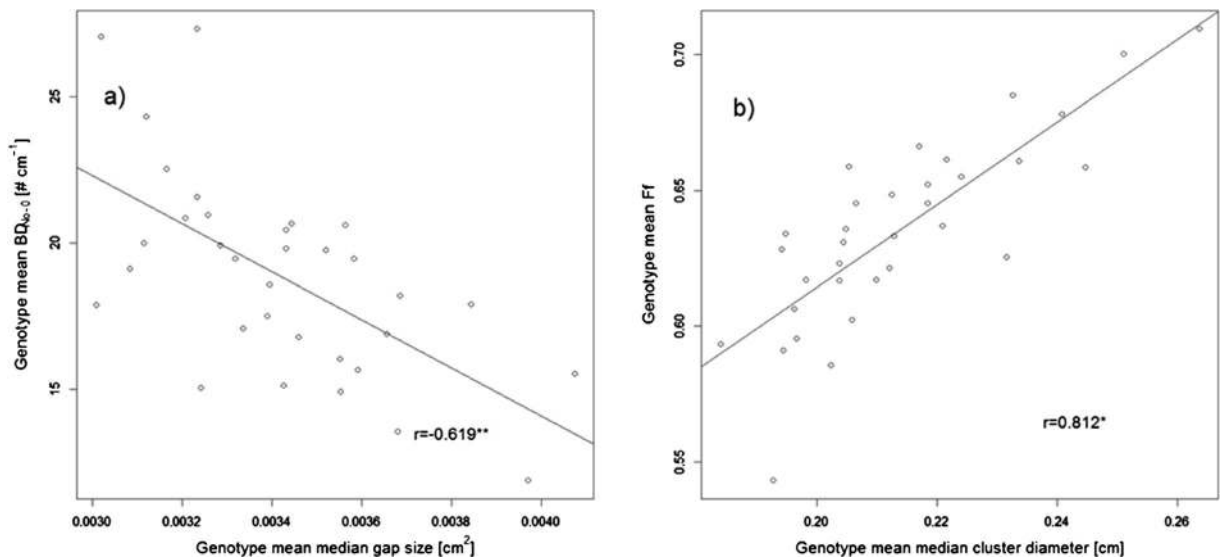 a)
Genotype mean BD_No-0 [# cm⁻¹]
25
20
15
r=-0.619**
0.0030 0.0032 0.0034 0.0036 0.0038 0.0040
Genotype mean median gap size [cm²]
b)
Genotype mean Ff
0.70
0.65
0.60
0.55
r=0.812*
0.20 0.22 0.24 0.26
Genotype mean median cluster diameter [cm]